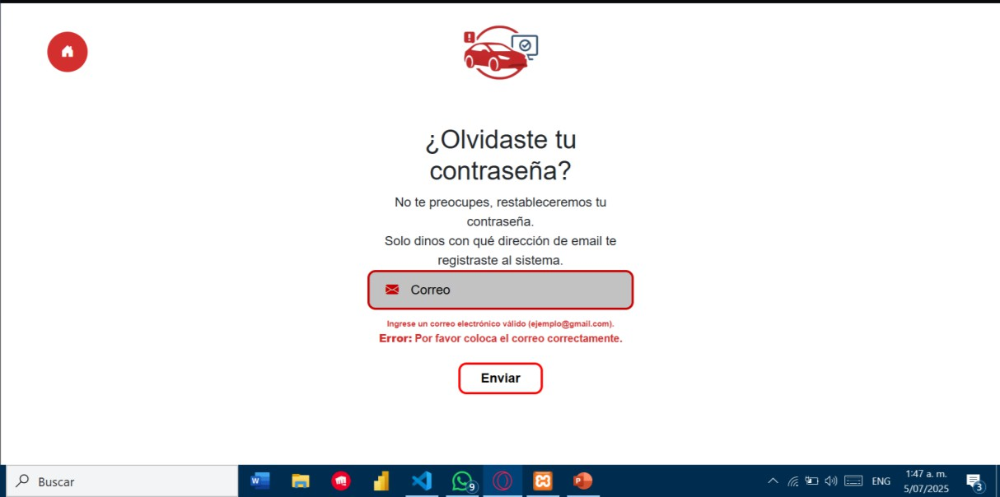 ¿Olvidaste tu
contraseña?
No te preocupes, restableceremos tu
contraseña.
Solo dinos con qué dirección de email te
registraste al sistema.
Correo
Ingrese un correo electrónico válido (ejemplo@gmail.com).
Error: Por favor coloca el correo correctamente.
Enviar
Buscar
9
ENG
1:47 a. m.
5/07/2025
3